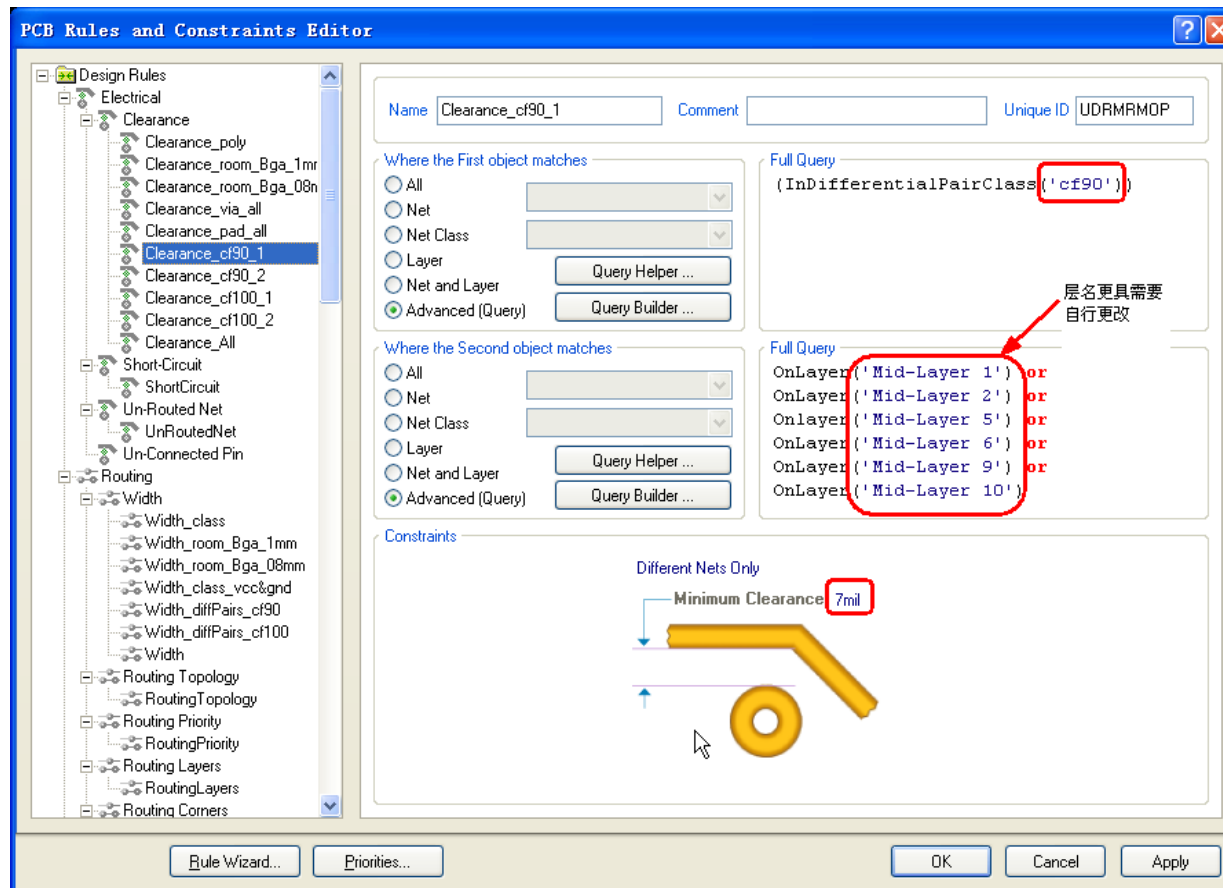 PCB Rules and Constraints Editor
Design Rules
Electrical
Clearance
Clearance_poly
Clearance_room_Bga_1mr
Clearance_room_Bga_08n
Clearance_via_all
Clearance_pad_all
Clearance_cf90_1
Clearance_cf90_2
Clearance_cf100_1
Clearance_cf100_2
Clearance_All
Short-Circuit
ShortCircuit
Un-Routed Net
UnRoutedNet
Un-Connected Pin
Routing
Width
Width_class
Width_room_Bga_1mm
Width_room_Bga_08mm
Width_class_vcc&gnd
Width_diffPairs_cf90
Width_diffPairs_cf100
Width
Routing Topology
RoutingTopology
Routing Priority
RoutingPriority
Routing Layers
RoutingLayers
Routing Corners
Name Clearance_cf90_1 Comment Unique ID UDRMRMOP
Where the First object matches
All
Net
Net Class
Layer
Net and Layer
Advanced (Query)
Query Helper ...
Query Builder ...
Full Query
(InDifferentialPairClass('cf90'))
层名更具需要
自行更改
Where the Second object matches
All
Net
Net Class
Layer
Net and Layer
Advanced (Query)
Query Helper ...
Query Builder ...
Full Query
OnLayer('Mid-Layer 1') or
OnLayer('Mid-Layer 2') or
Onlayer('Mid-Layer 5') or
OnLayer('Mid-Layer 6') or
OnLayer('Mid-Layer 9') or
OnLayer('Mid-Layer 10')
Constraints
Different Nets Only
Minimum Clearance 7mil
Rule Wizard... Priorities... OK Cancel Apply